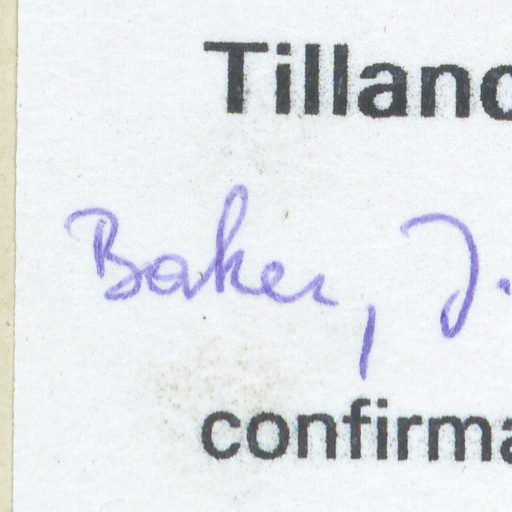 Tilland
Baker, J.
confirma